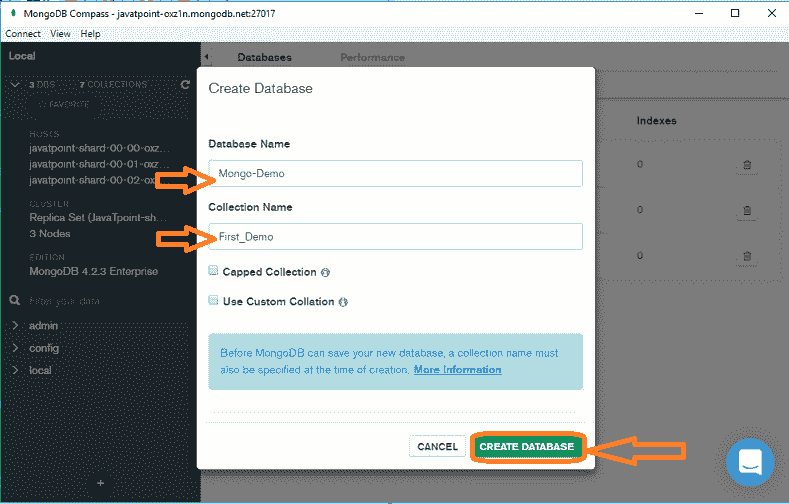 MongoDB Compass - javatpoint-oxz1n.mongodb.net:27017
Connect View Help
Local
Databases Performance
3 DBS 7 COLLECTIONS
FAVORITE
HOSTS
javatpoint-shard-00-00-oxz...
javatpoint-shard-00-01-oxz...
javatpoint-shard-00-02-ox
CLUSTER
Replica Set (JavaTpoint-sh...
3 Nodes
EDITION
MongoDB 4.2.3 Enterprise
Filter your data
admin
config
local
Create Database
Database Name
Mongo-Demo
Collection Name
First_Demo
Capped Collection
Use Custom Collation
Before MongoDB can save your new database, a collection name must
also be specified at the time of creation. More Information
CANCEL CREATE DATABASE
Indexes
0
0
0